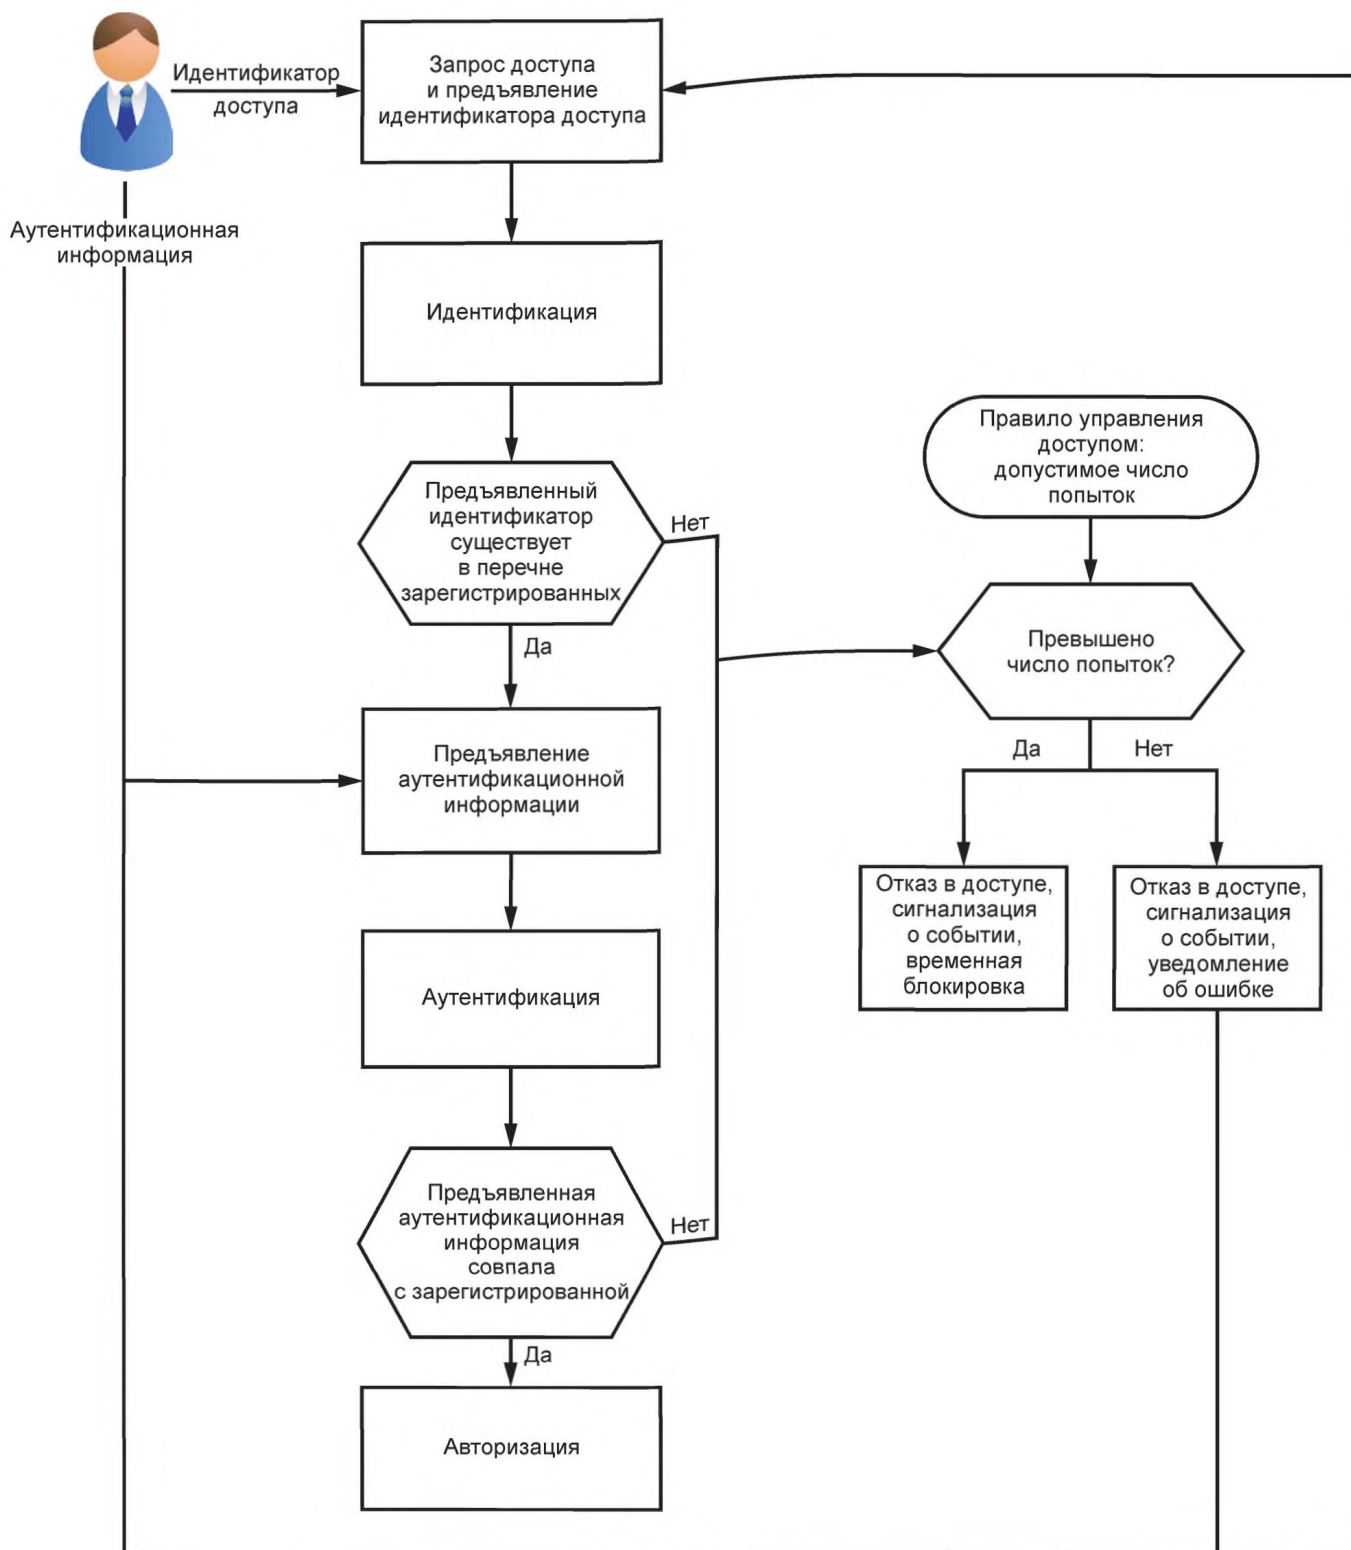 Идентификатор
доступа
Запрос доступа
и предъявление
идентификатора доступа
Аутентификационная
информация
Идентификация
Правило управления
доступом:
допустимое число
попыток
Предъявленный
идентификатор
существует
в перечне
зарегистрированных
Нет
Да
Превышено
число попыток?
Да
Нет
Предъявление
аутентификационной
информации
Отказ в доступе,
сигнализация
о событии,
временная
блокировка
Отказ в доступе,
сигнализация
о событии,
уведомление
об ошибке
Аутентификация
Предъявленная
аутентификационная
информация
совпала
с зарегистрированной
Нет
Да
Авторизация